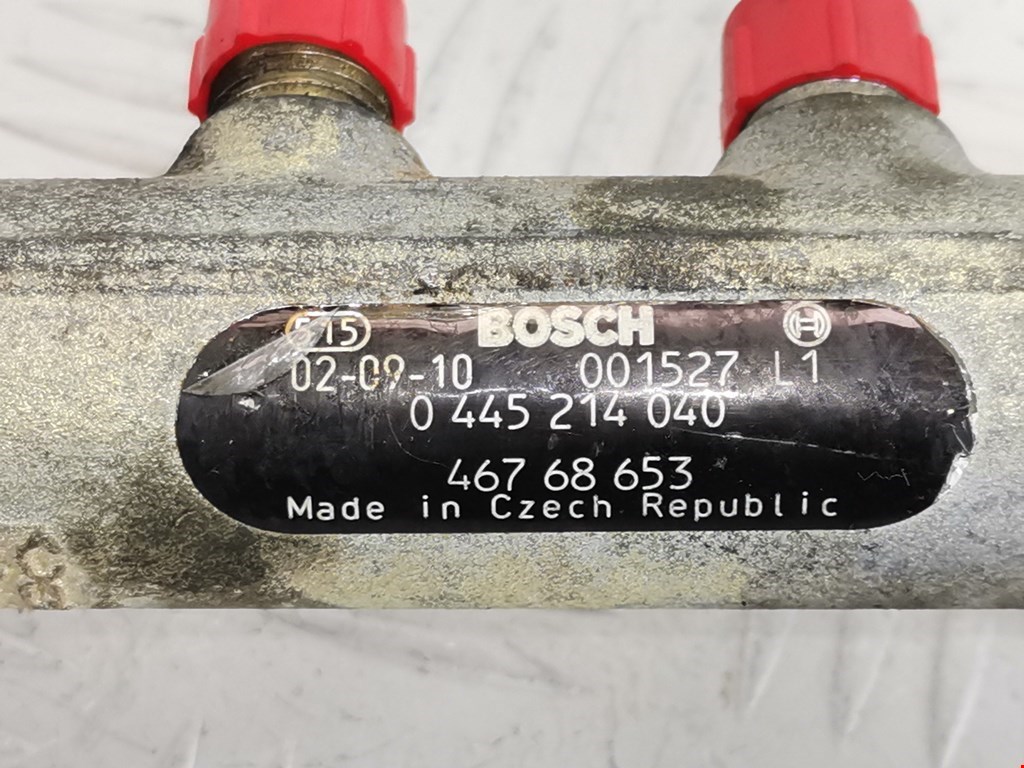 515 BOSCH
02-09-10 001527 L1
0 445 214 040
467 68 653
Made in Czech Republic